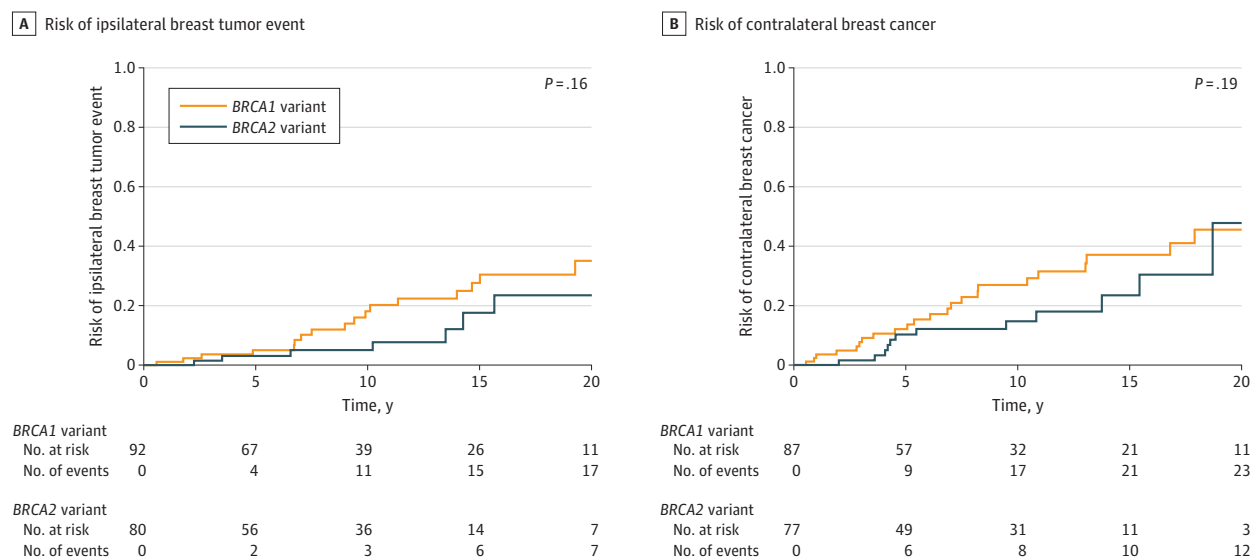 A Risk of ipsilateral breast tumor event
1.0
0.8
0.6
0.4
0.2
0
Risk of ipsilateral breast tumor event
P = .16
BRCA1 variant
BRCA2 variant
0 5 10 15 20
Time, y
BRCA1 variant
No. at risk 92 67 39 26 11
No. of events 0 4 11 15 17
BRCA2 variant
No. at risk 80 56 36 14 7
No. of events 0 2 3 6 7
B Risk of contralateral breast cancer
1.0
0.8
0.6
0.4
0.2
0
Risk of contralateral breast cancer
P = .19
0 5 10 15 20
Time, y
BRCA1 variant
No. at risk 87 57 32 21 11
No. of events 0 9 17 21 23
BRCA2 variant
No. at risk 77 49 31 11 3
No. of events 0 6 8 10 12